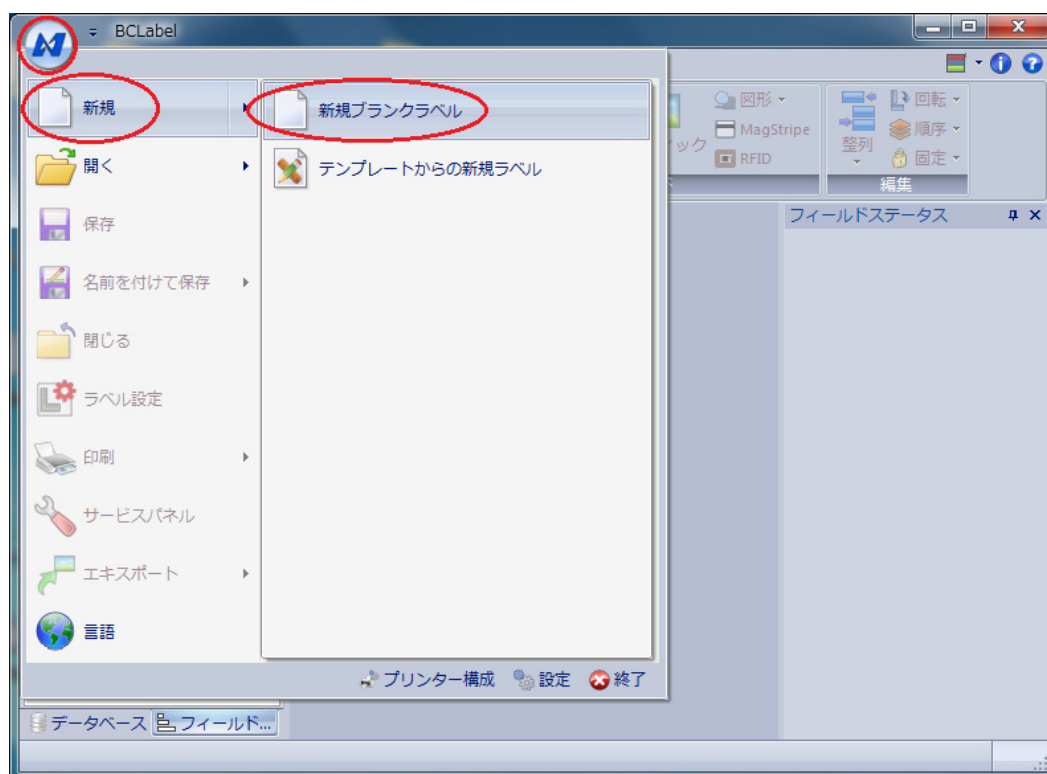 BCLabel
新規
開く
保存
名前を付けて保存
閉じる
ラベル設定
印刷
サービスパネル
エキスポート
言語
新規ブランクラベル
テンプレートからの新規ラベル
プリンター構成 設定 終了
ック
図形
MagStripe
RFID
整列
回転
順序
固定
編集
フィールドステータス
データベース フィールド...